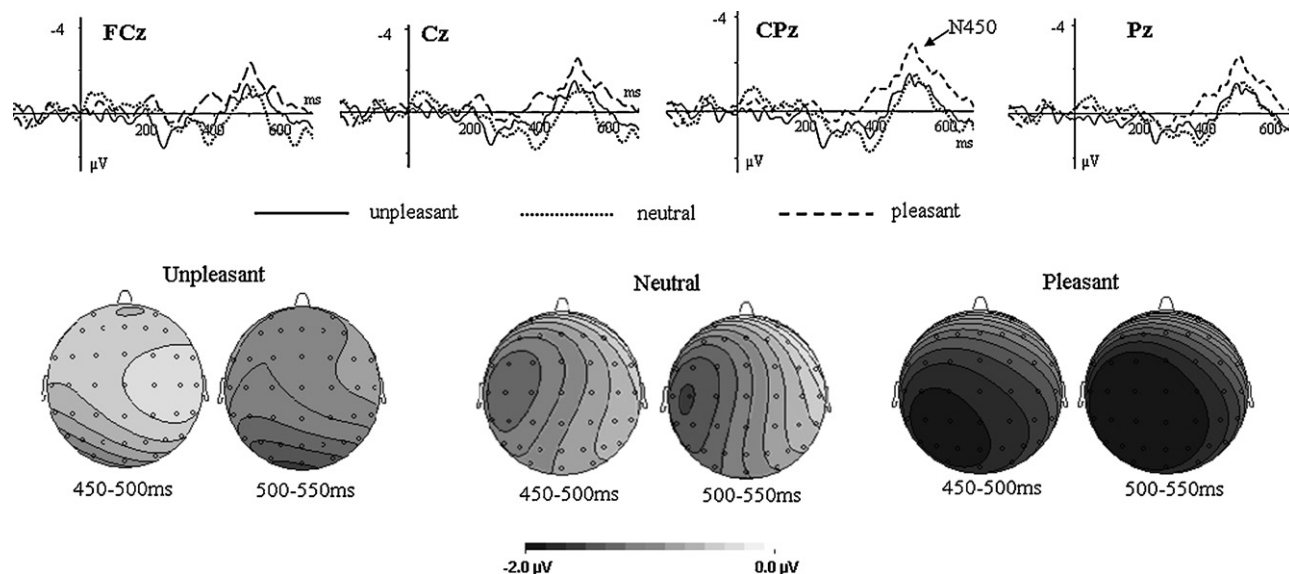 -4 FCz
ms
200 400 600
µV
-4 Cz
ms
200 400 600
µV
-4 CPz N450
200 400 600
ms
µV
-4 Pz
ms
200 400 600
µV
unpleasant neutral pleasant
Unpleasant Neutral Pleasant
450-500ms 500-550ms 450-500ms 500-550ms 450-500ms 500-550ms
-2.0 µV 0.0 µV